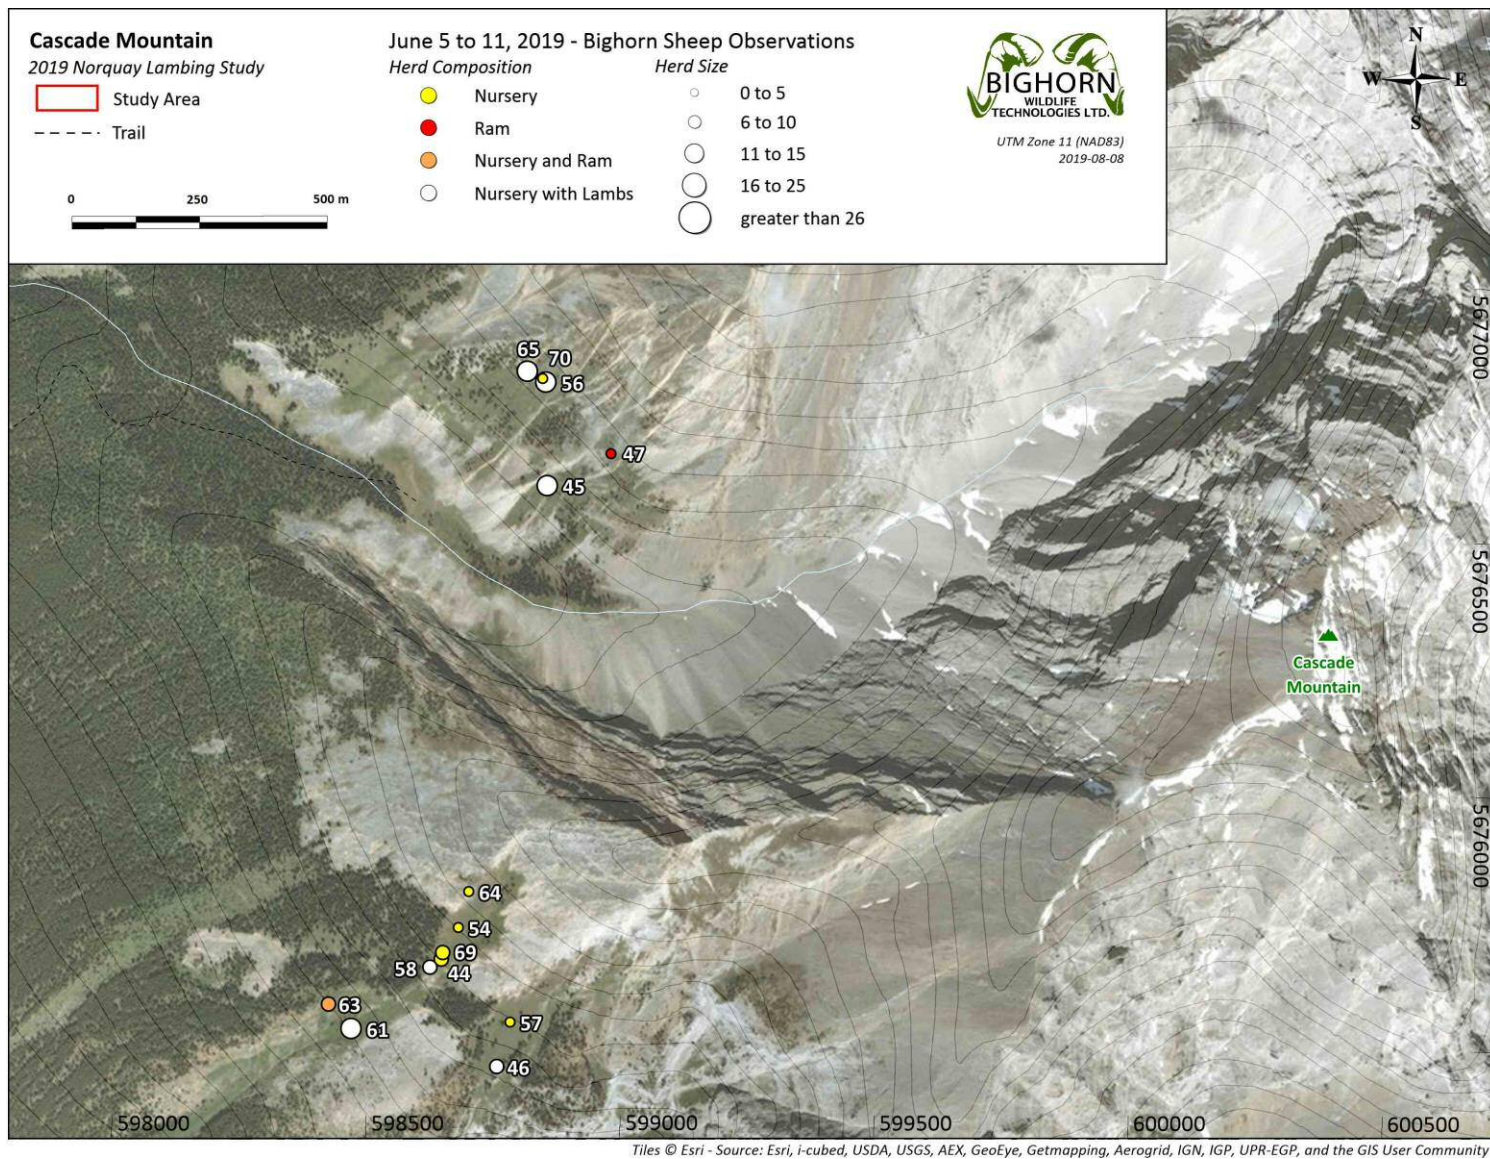 Cascade Mountain
2019 Norquay Lambing Study
Study Area
Trail
0 250 500 m
June 5 to 11, 2019 - Bighorn Sheep Observations
Herd Composition
Nursery
Ram
Nursery and Ram
Nursery with Lambs
Herd Size
0 to 5
6 to 10
11 to 15
16 to 25
greater than 26
BIGHORN
WILDLIFE
TECHNOLOGIES LTD.
UTM Zone 11 (NAD83)
2019-08-08
N
W E
S
65 70
56
47
45
5677000
5676500
Cascade
Mountain
5676000
64
54
69
58 44
63
61
57
46
598000 598500 599000 599500 600000 600500
Tiles © Esri - Source: Esri, i-cubed, USDA, USGS, AEX, GeoEye, Getmapping, Aerogrid, IGN, IGP, UPR-EGP, and the GIS User Community